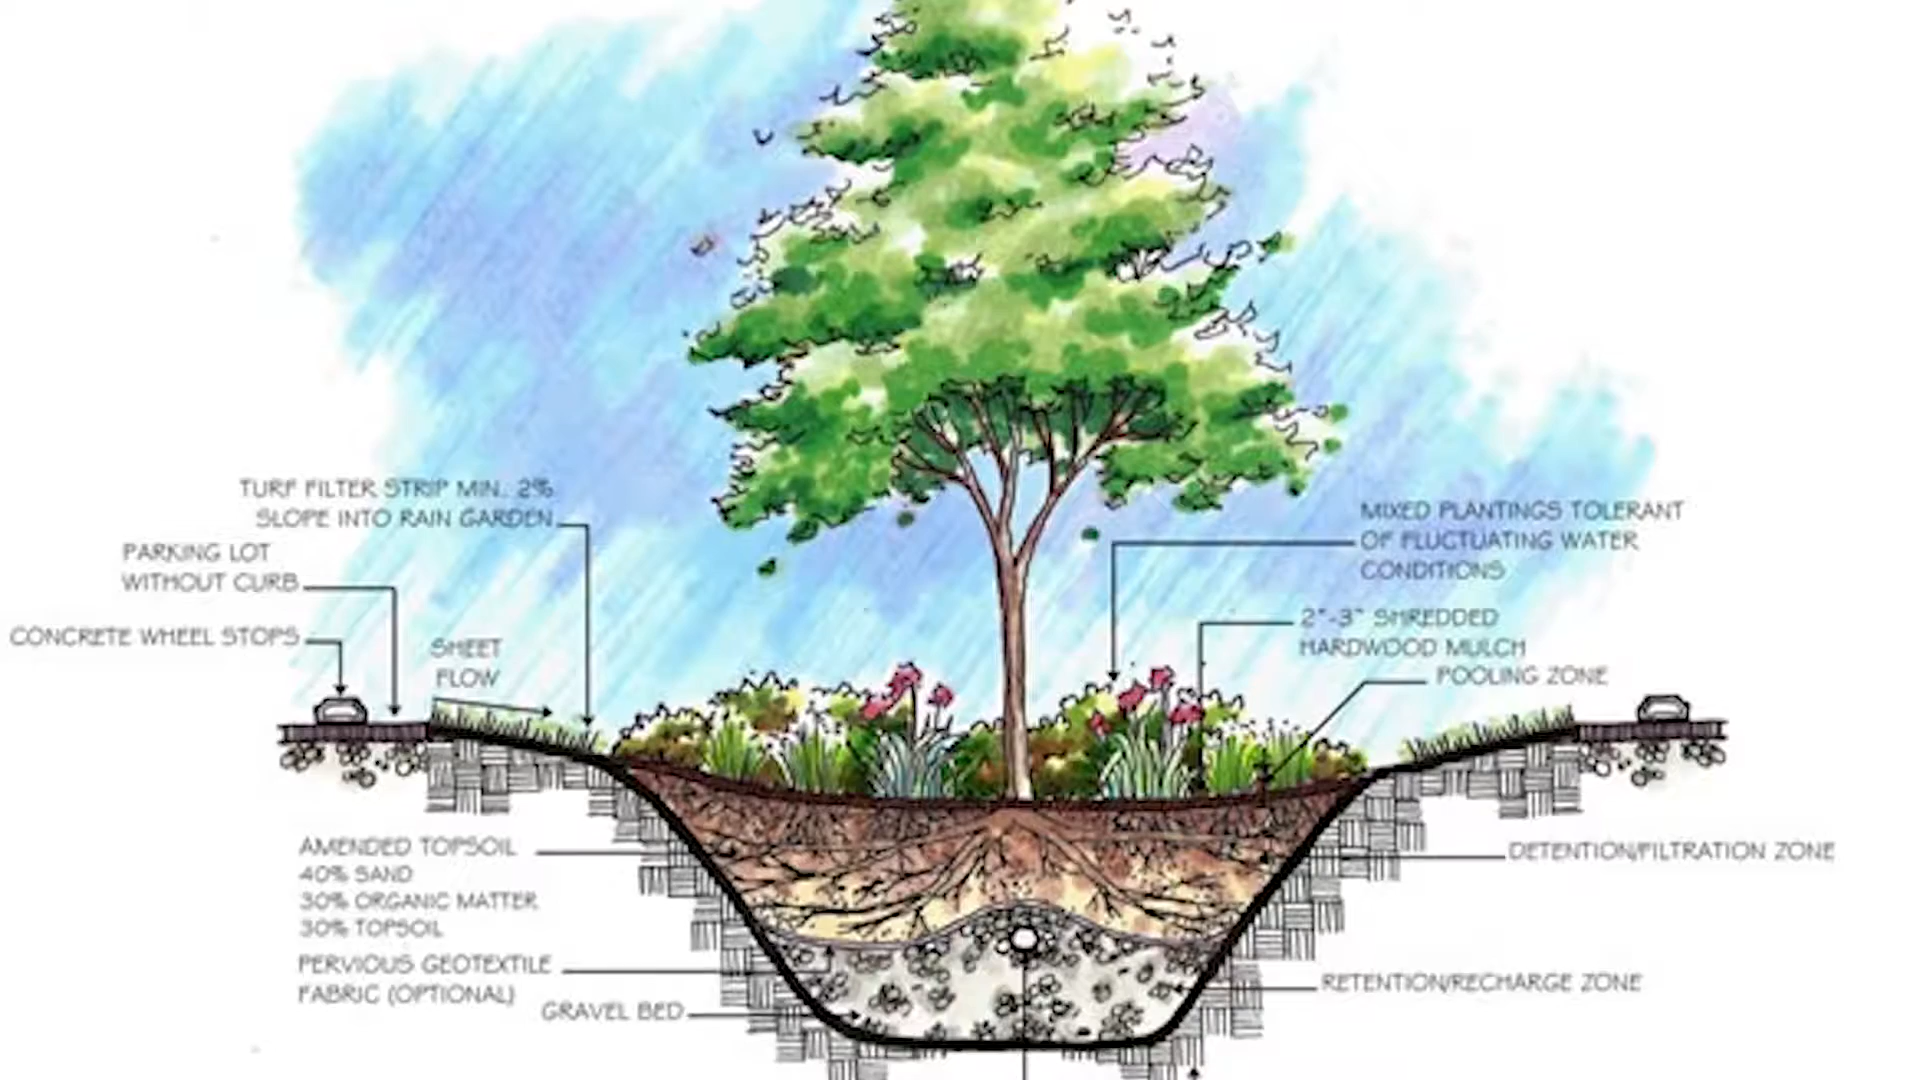 TURF FILTER STRIP MIN. 2%
SLOPE INTO RAIN GARDEN
PARKING LOT
WITHOUT CURB
CONCRETE WHEEL STOPS
SHEET
FLOW
MIXED PLANTINGS TOLERANT
OF FLUCTUATING WATER
CONDITIONS
2"-3" SHREDDED
HARDWOOD MULCH
POOLING ZONE
AMENDED TOPSOIL
40% SAND
30% ORGANIC MATTER
30% TOPSOIL
PERVIOUS GEOTEXTILE
FABRIC (OPTIONAL)
GRAVEL BED
DETENTION/FILTRATION ZONE
RETENTION/RECHARGE ZONE